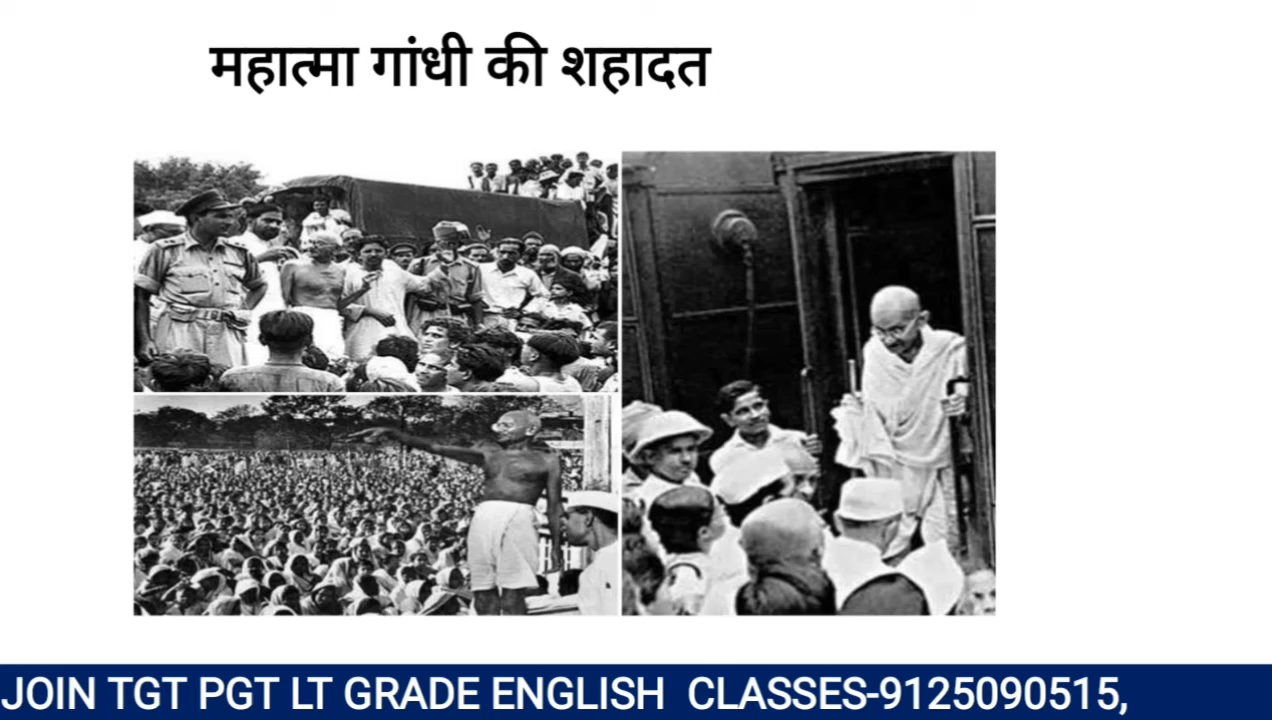 महात्मा गांधी की शहादत
JOIN TGT PGT LT GRADE ENGLISH CLASSES-9125090515,